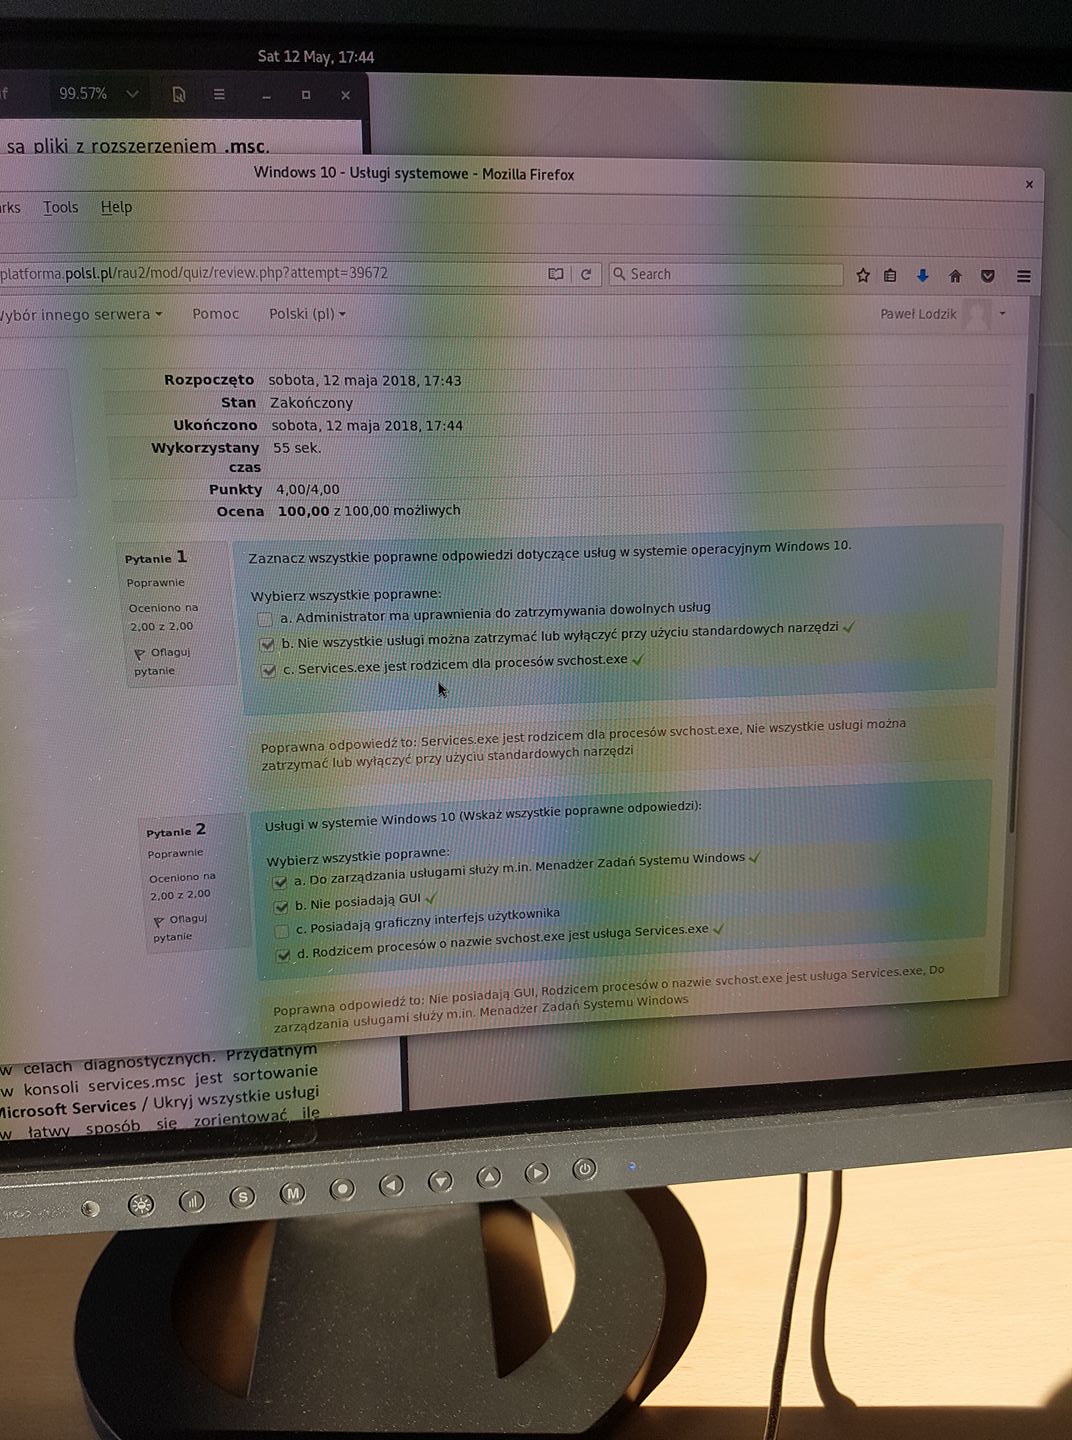 Sat 12 May, 17:44
99.57%
są pliki z rozszerzeniem .msc.
Windows 10 - Usługi systemowe - Mozilla Firefox
Tools Help
platforma.polsl.pl/rau2/mod/quiz/review.php?attempt=39672
Search
ybór innego serwera Pomoc Polski (pl) Paweł Lodzik
Rozpoczęto sobota, 12 maja 2018, 17:43
Stan Zakończony
Ukończono sobota, 12 maja 2018, 17:44
Wykorzystany 55 sek.
czas
Punkty 4,00/4,00
Ocena 100,00 z 100,00 możliwych
Pytanie 1
Poprawnie
Oceniono na
2,00 z 2,00
Oflaguj
pytanie
Zaznacz wszystkie poprawne odpowiedzi dotyczące usług w systemie operacyjnym Windows 10.
Wybierz wszystkie poprawne:
a. Administrator ma uprawnienia do zatrzymywania dowolnych usług
b. Nie wszystkie usługi można zatrzymać lub wyłączyć przy użyciu standardowych narzędzi
c. Services.exe jest rodzicem dla procesów svchost.exe
Poprawna odpowiedź to: Services.exe jest rodzicem dla procesów svchost.exe, Nie wszystkie usługi można
zatrzymać lub wyłączyć przy użyciu standardowych narzędzi
Pytanie 2
Poprawnie
Oceniono na
2,00 z 2,00
Oflaguj
pytanie
Usługi w systemie Windows 10 (Wskaż wszystkie poprawne odpowiedzi):
Wybierz wszystkie poprawne:
a. Do zarządzania usługami służy m.in. Menadżer Zadań Systemu Windows
b. Nie posiadają GUI
c. Posiadają graficzny interfejs użytkownika
d. Rodzicem procesów o nazwie svchost.exe jest usługa Services.exe
Poprawna odpowiedź to: Nie posiadają GUI, Rodzicem procesów o nazwie svchost.exe jest usługa Services.exe, Do
zarządzania usługami służy m.in. Menadżer Zadań Systemu Windows
w celach diagnostycznych. Przydatnym
w konsoli services.msc jest sortowanie
Microsoft Services / Ukryj wszystkie usługi
w łatwy sposób się zorientować ile
S M